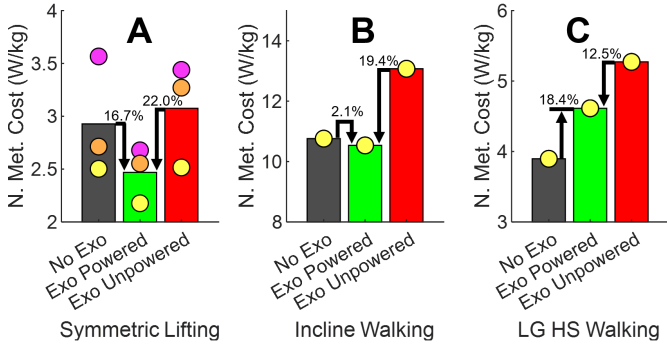 A
N. Met. Cost (W/kg)
4
3.5
3
2.5
2
16.7%
22.0%
No Exo
Exo Powered
Exo Unpowered
Symmetric Lifting
B
N. Met. Cost (W/kg)
14
12
10
8
2.1%
19.4%
No Exo
Exo Powered
Exo Unpowered
Incline Walking
C
N. Met. Cost (W/kg)
6
5
4
3
18.4%
12.5%
No Exo
Exo Powered
Exo Unpowered
LG HS Walking